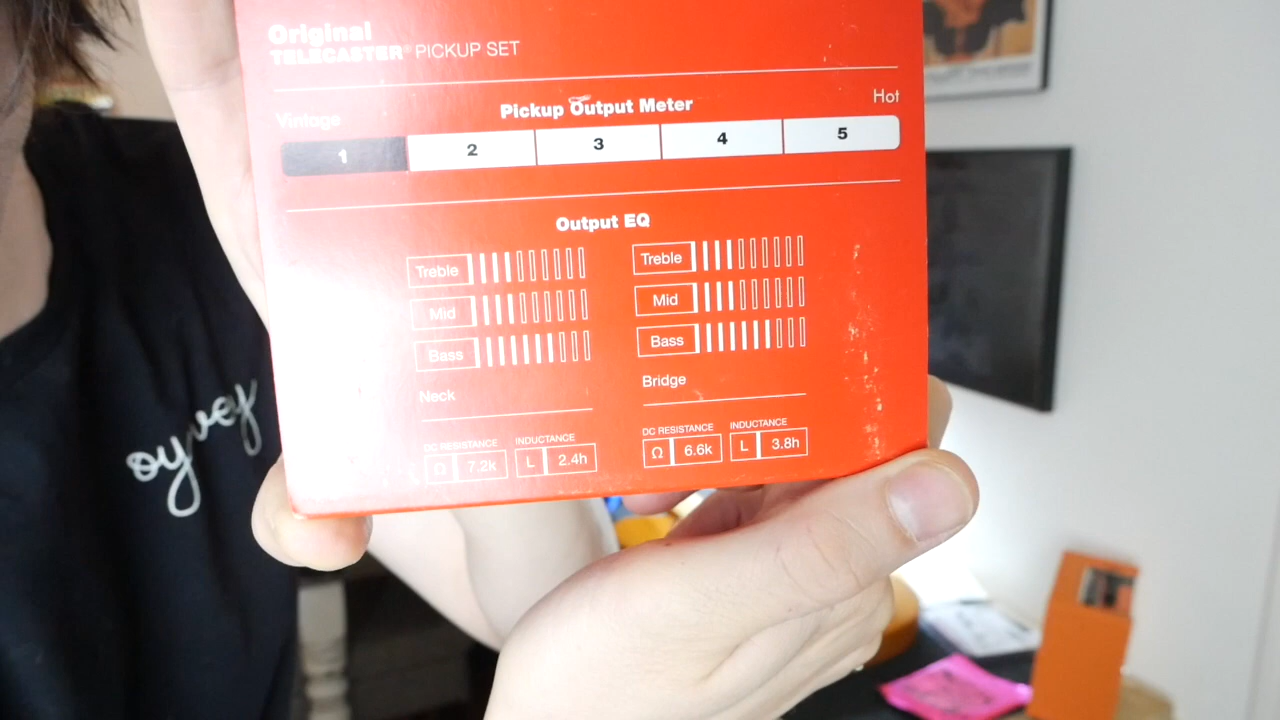 Original
TELECASTER® PICKUP SET
Pickup Output Meter
Vintage
Hot
1 2 3 4 5
Output EQ
Treble
Mid
Bass
Neck
DC RESISTANCE INDUCTANCE
Ω 7.2k L 2.4h
Treble
Mid
Bass
Bridge
DC RESISTANCE INDUCTANCE
Ω 6.6k L 3.8h
oy vey